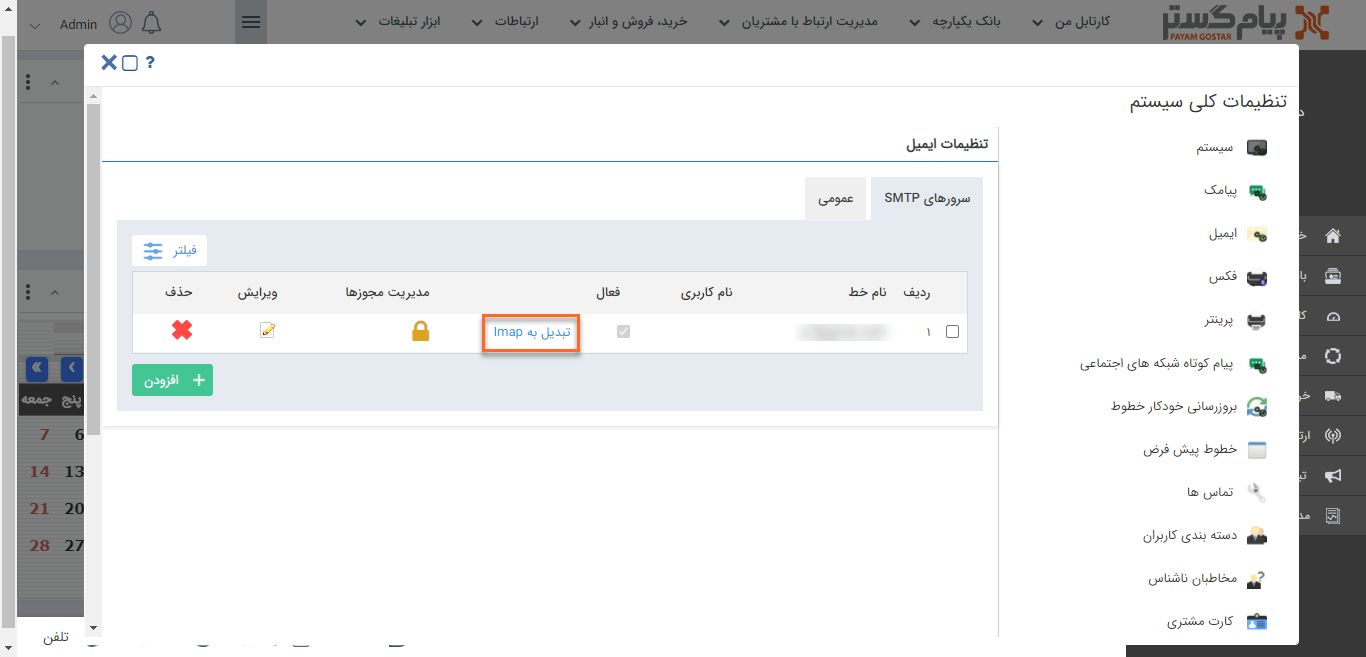 پیام گستر
PAYAM GOSTAR
کارتابل من
بانک یکپارچه
مدیریت ارتباط با مشتریان
خرید، فروش و انبار
ارتباطات
ابزار تبلیغات
Admin
?
تنظیمات کلی سیستم
سیستم
پیامک
ایمیل
فکس
پرینتر
پیام کوتاه شبکه های اجتماعی
بروزرسانی خودکار خطوط
خطوط پیش فرض
تماس ها
دسته بندی کاربران
مخاطبان ناشناس
کارت مشتری
تنظیمات ایمیل
سرورهای SMTP
عمومی
فیلتر
ردیف نام خط نام کاربری فعال مدیریت مجوزها ویرایش حذف
۱ تبدیل به Imap
افزودن
پنج جمعه
6 7
13 14
20 21
27 28
تلفن